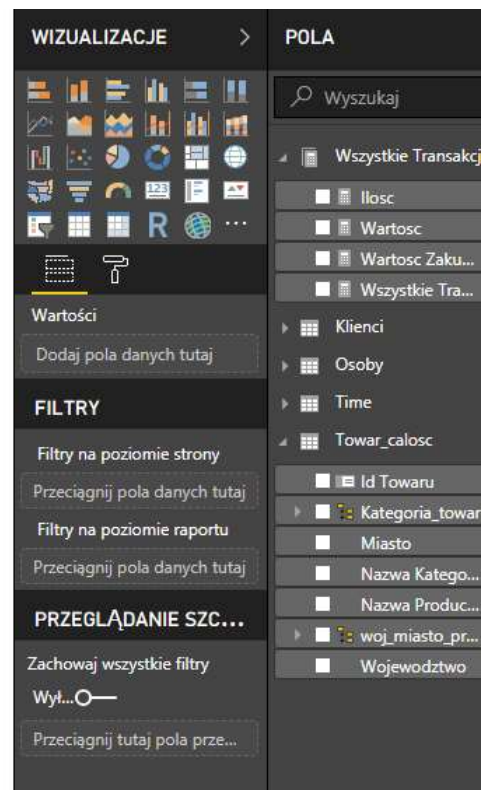 WIZUALIZACJE
123
R
Wartości
Dodaj pola danych tutaj
FILTRY
Filtry na poziomie strony
Przeciągnij pola danych tutaj
Filtry na poziomie raportu
Przeciągnij pola danych tutaj
PRZEGLĄDANIE SZC...
Zachowaj wszystkie filtry
Wył...
Przeciągnij tutaj pola prze...
POLA
Wyszukaj
Wszystkie Transakcj
Ilosc
Wartosc
Wartosc Zaku...
Wszystkie Tra...
Klienci
Osoby
Time
Towar_calosc
Id Towaru
Kategoria_towar
Miasto
Nazwa Katego...
Nazwa Produc...
woj_miasto_pr...
Wojewodztwo